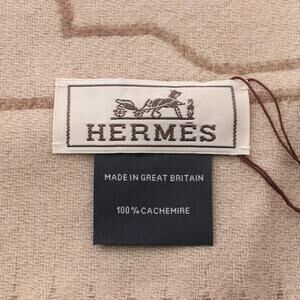 HERMÈS
MADE IN GREAT BRITAIN
100% CACHEMIRE